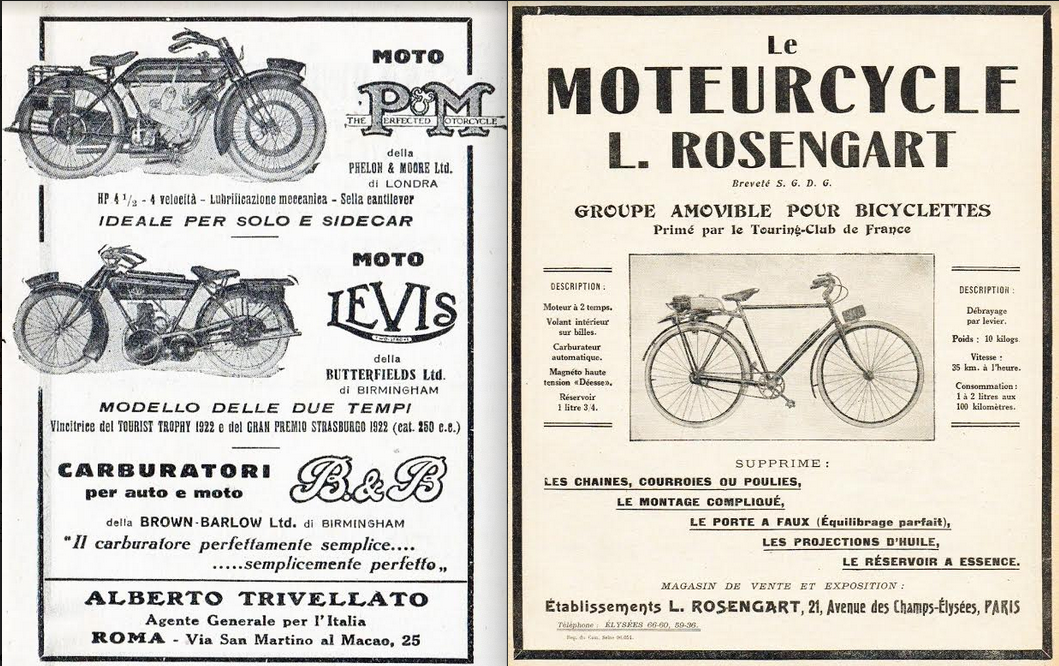 MOTO
P&M
THE PERFECTED MOTORCYCLE
della
PHELON & MOORE Ltd.
di LONDRA
HP 4 1/2 - 4 velocità - Lubrificazione meccanica - Sella cantilever
IDEALE PER SOLO E SIDECAR
MOTO
LEVIS
della
BUTTERFIELDS Ltd.
di BIRMINGHAM
MODELLO DELLE DUE TEMPI
Vincitrice del TOURIST TROPHY 1922 e del GRAN PREMIO STRASBURGO 1922 (cat. 250 c.c.)
CARBURATORI
per auto e moto
B.&B
della BROWN-BARLOW Ltd. di BIRMINGHAM
"Il carburatore perfettamente semplice....
.....semplicemente perfetto„
ALBERTO TRIVELLATO
Agente Generale per l'Italia
ROMA - Via San Martino al Macao, 25
Le
MOTEURCYCLE
L. ROSENGART
Breveté S. G. D. G.
GROUPE AMOVIBLE POUR BICYCLETTES
Primé par le Touring-Club de France
DESCRIPTION :
Moteur à 2 temps.
Volant intérieur
sur billes.
Carburateur
automatique.
Magnéto haute
tension «Déesse».
Réservoir
1 litre 3/4.
DESCRIPTION :
Débrayage
par levier.
Poids : 10 kilogs
Vitesse :
35 km. à l'heure.
Consommation :
1 à 2 litres aux
100 kilomètres.
SUPPRIME :
LES CHAINES, COURROIES OU POULIES,
LE MONTAGE COMPLIQUÉ,
LE PORTE A FAUX (Équilibrage parfait),
LES PROJECTIONS D'HUILE,
LE RÉSERVOIR A ESSENCE.
MAGASIN DE VENTE ET EXPOSITION :
Établissements L. ROSENGART, 21, Avenue des Champs-Élysées, PARIS
Téléphone : ÉLYSÉES 66-60, 59-36.